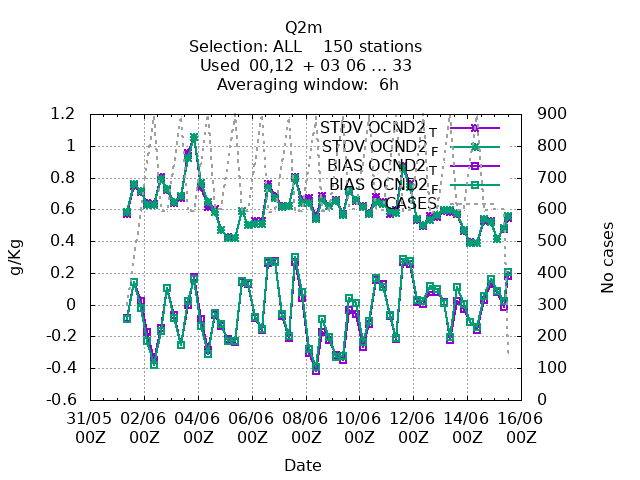 Q2m
Selection: ALL 150 stations
Used 00,12 + 03 06 ... 33
Averaging window: 6h
STDV OCND2 T
STDV OCND2 F
BIAS OCND2 T
BIAS OCND2 F
CASES
1.2
1
0.8
0.6
0.4
0.2
0
-0.2
-0.4
-0.6
g/Kg
900
800
700
600
500
400
300
200
100
0
No cases
31/05 02/06 04/06 06/06 08/06 10/06 12/06 14/06 16/06
00Z 00Z 00Z 00Z 00Z 00Z 00Z 00Z 00Z
Date